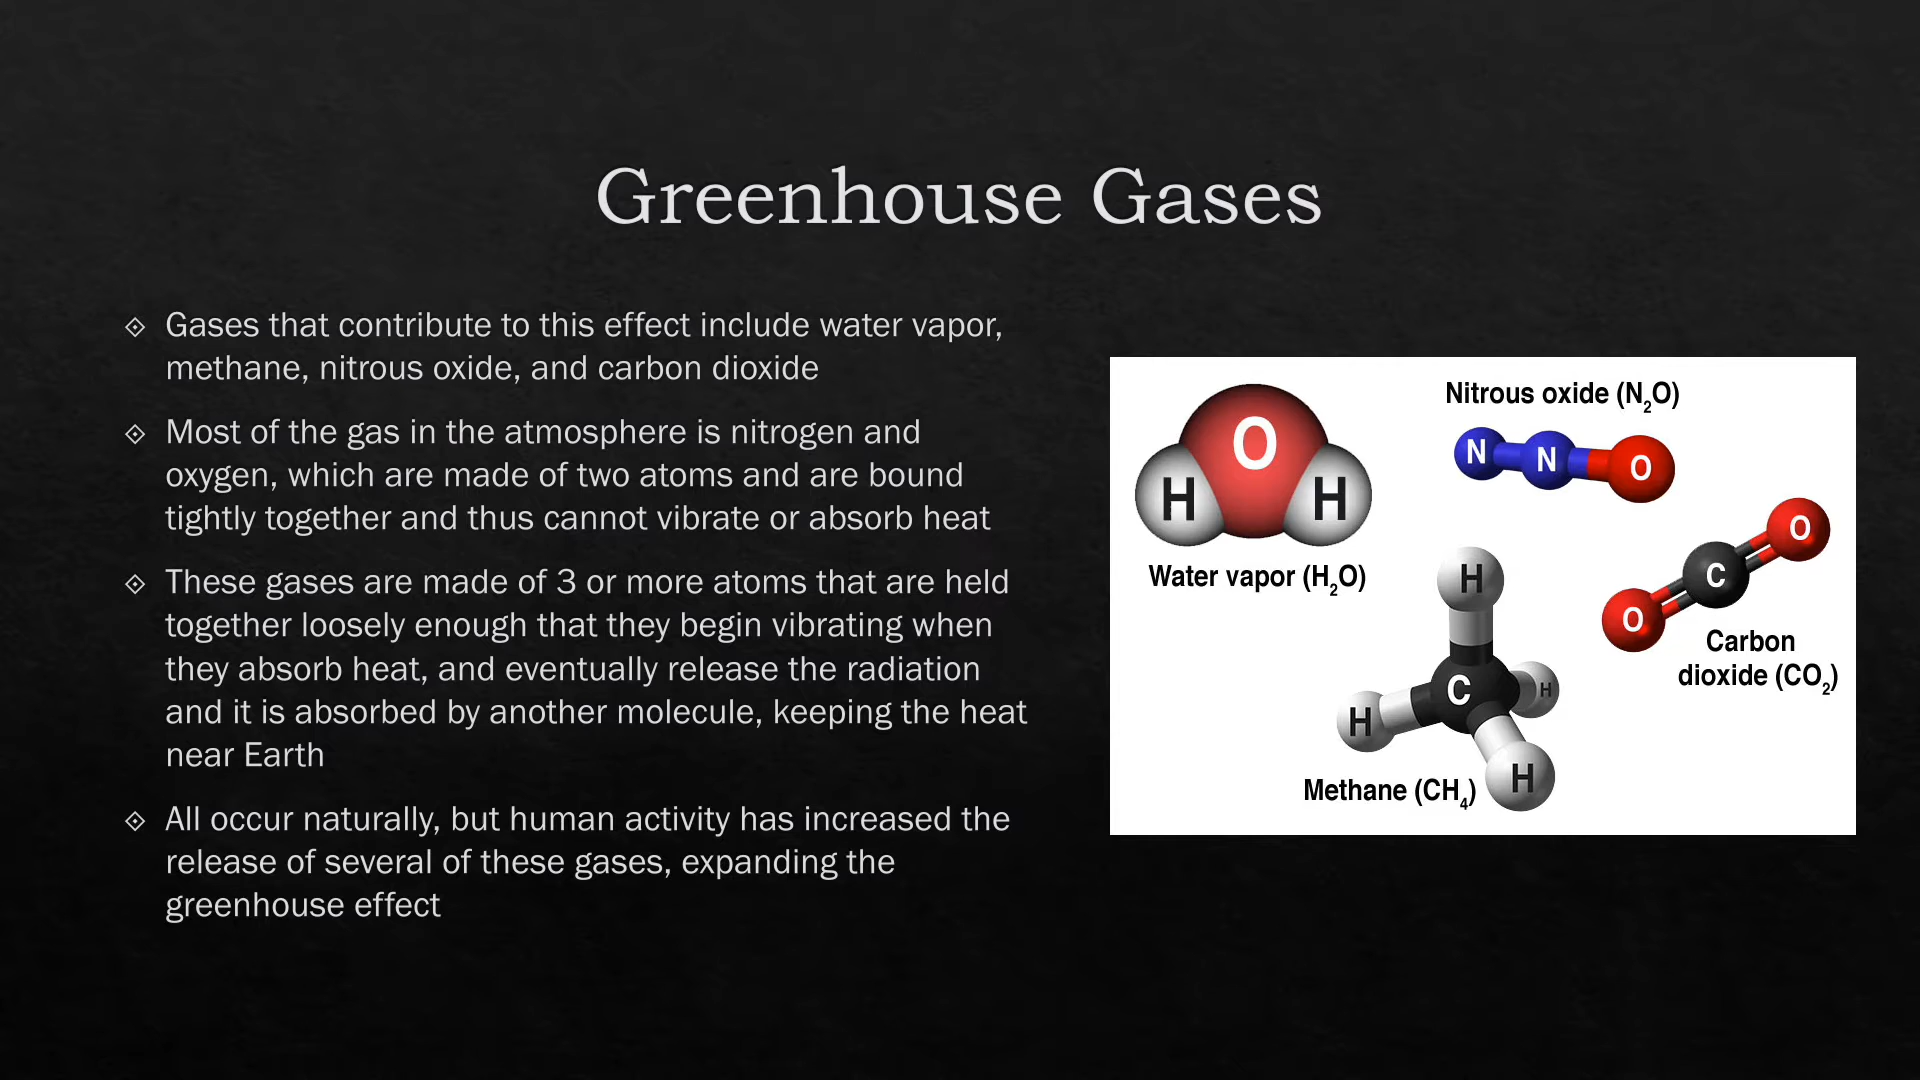 Greenhouse Gases
Gases that contribute to this effect include water vapor,
methane, nitrous oxide, and carbon dioxide
Most of the gas in the atmosphere is nitrogen and
oxygen, which are made of two atoms and are bound
tightly together and thus cannot vibrate or absorb heat
These gases are made of 3 or more atoms that are held
together loosely enough that they begin vibrating when
they absorb heat, and eventually release the radiation
and it is absorbed by another molecule, keeping the heat
near Earth
All occur naturally, but human activity has increased the
release of several of these gases, expanding the
greenhouse effect
O
H H
Water vapor (H₂O)
Nitrous oxide (N₂O)
N N O
O
C
O
Carbon
dioxide (CO₂)
H
C
H
H
H
Methane (CH₄)